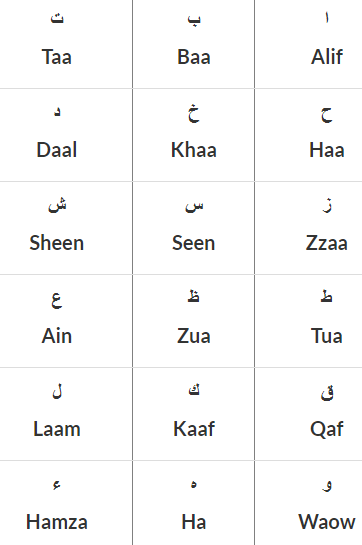 ا
Alif
ب
Baa
ت
Taa
ح
Haa
خ
Khaa
د
Daal
ز
Zzaa
س
Seen
ش
Sheen
ط
Tua
ظ
Zua
ع
Ain
ق
Qaf
ك
Kaaf
ل
Laam
و
Waow
ه
Ha
ء
Hamza